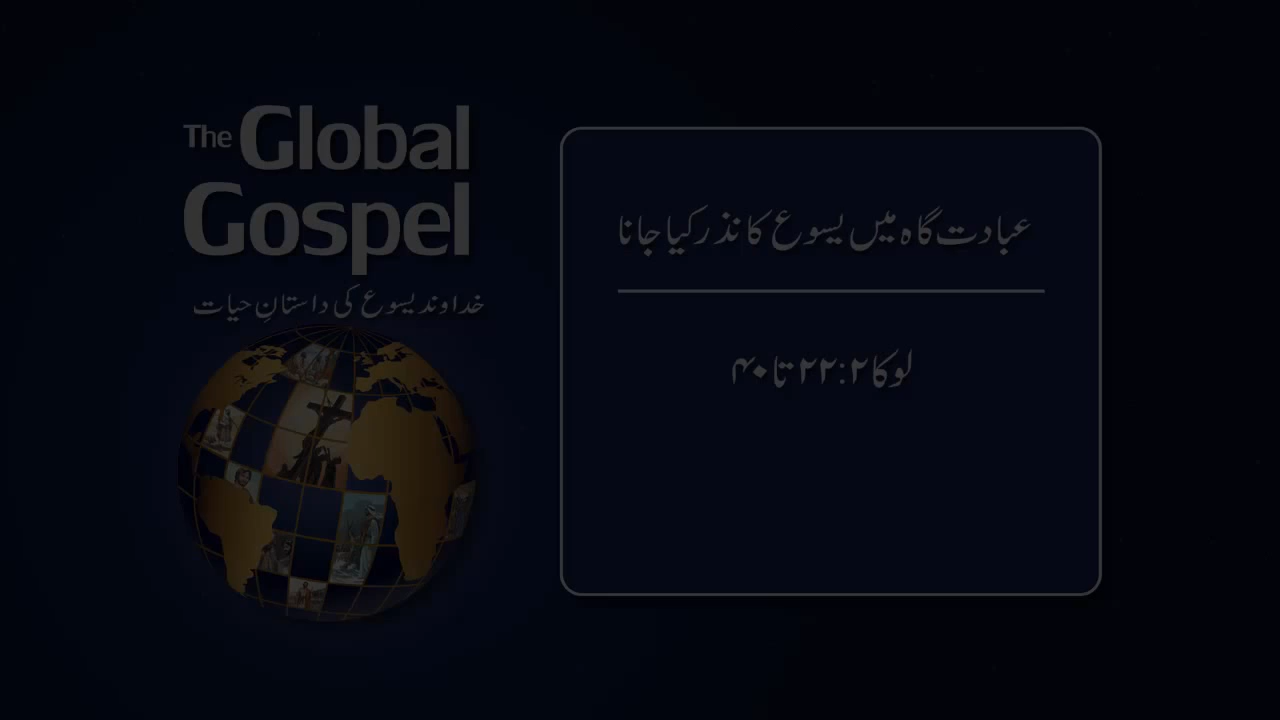 The Global
Gospel
خداوند یسوع کی داستانِ حیات
عبادت گاہ میں یسوع کا نذر کیا جانا
لوکا ۲:‏۲۲ تا ۴۰